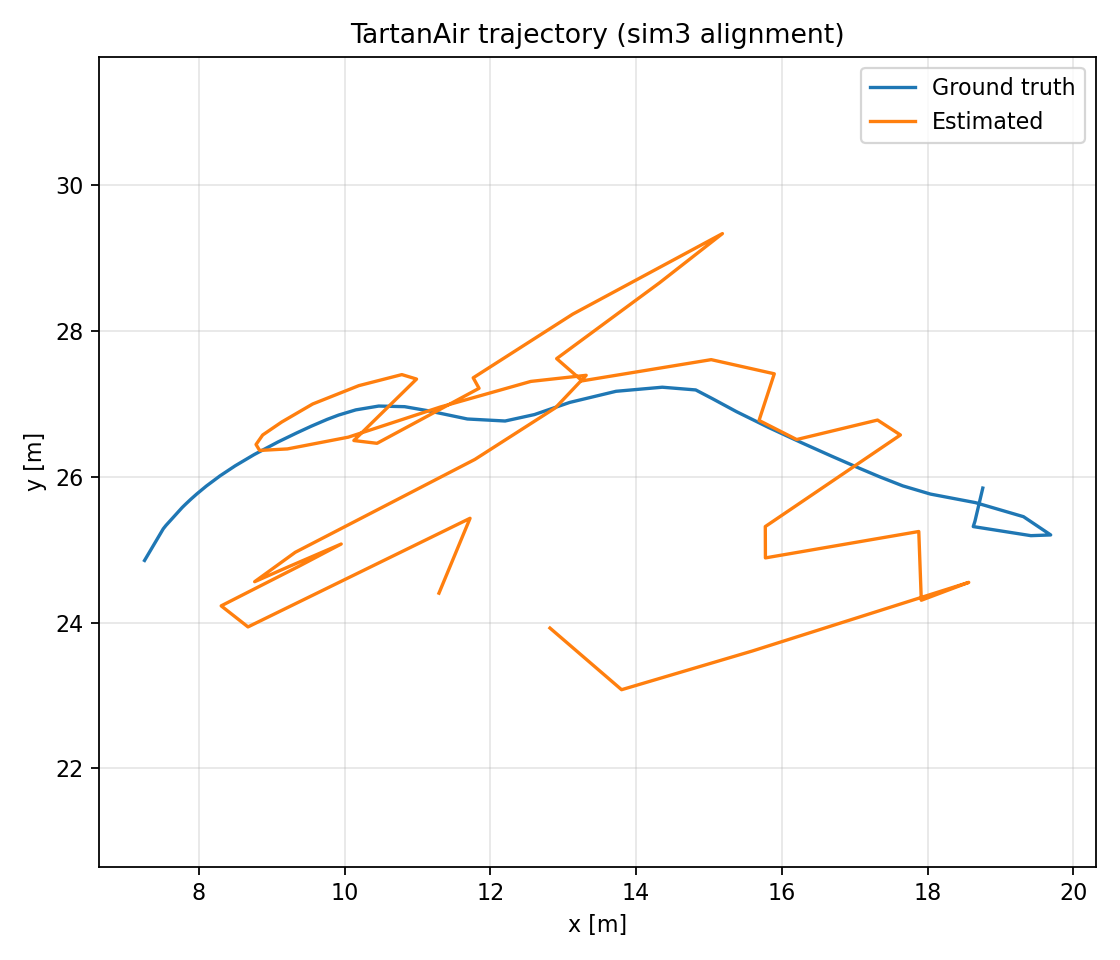 TartanAir trajectory (sim3 alignment)
Ground truth
Estimated
30
28
26
24
22
y [m]
8 10 12 14 16 18 20
x [m]